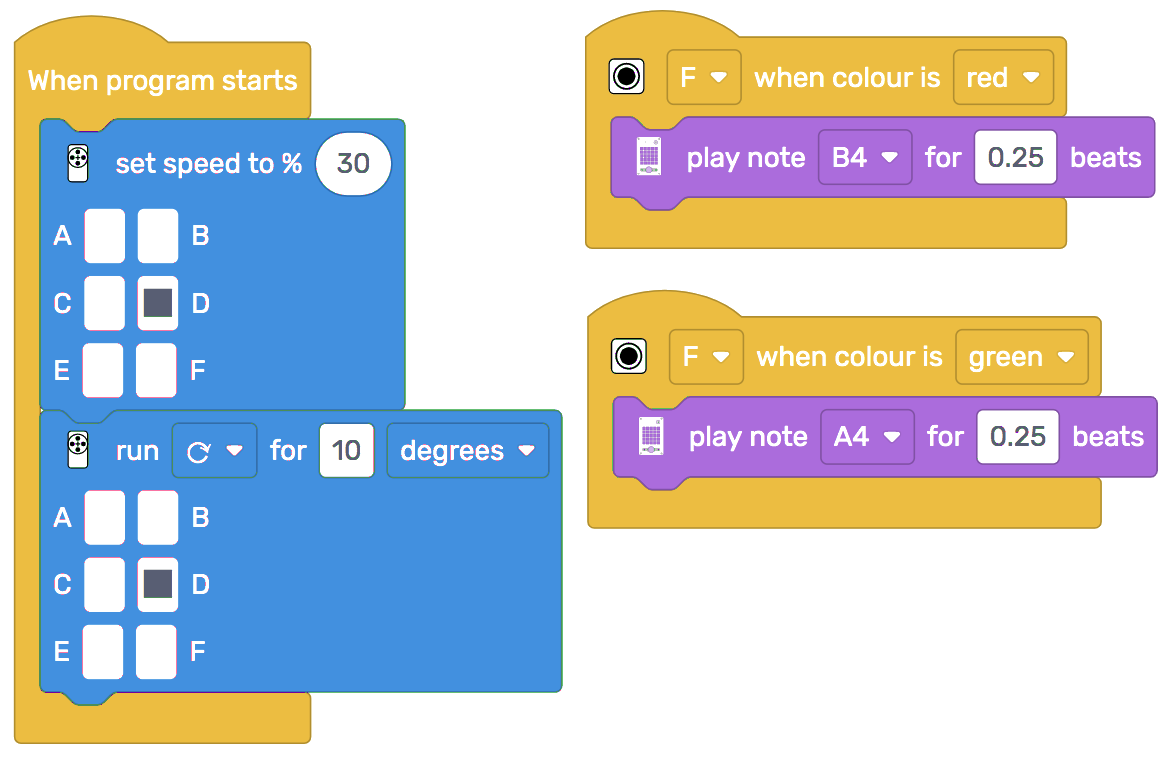 When program starts
set speed to % 30
A B
C D
E F
run for 10 degrees
A B
C D
E F
F when colour is red
play note B4 for 0.25 beats
F when colour is green
play note A4 for 0.25 beats